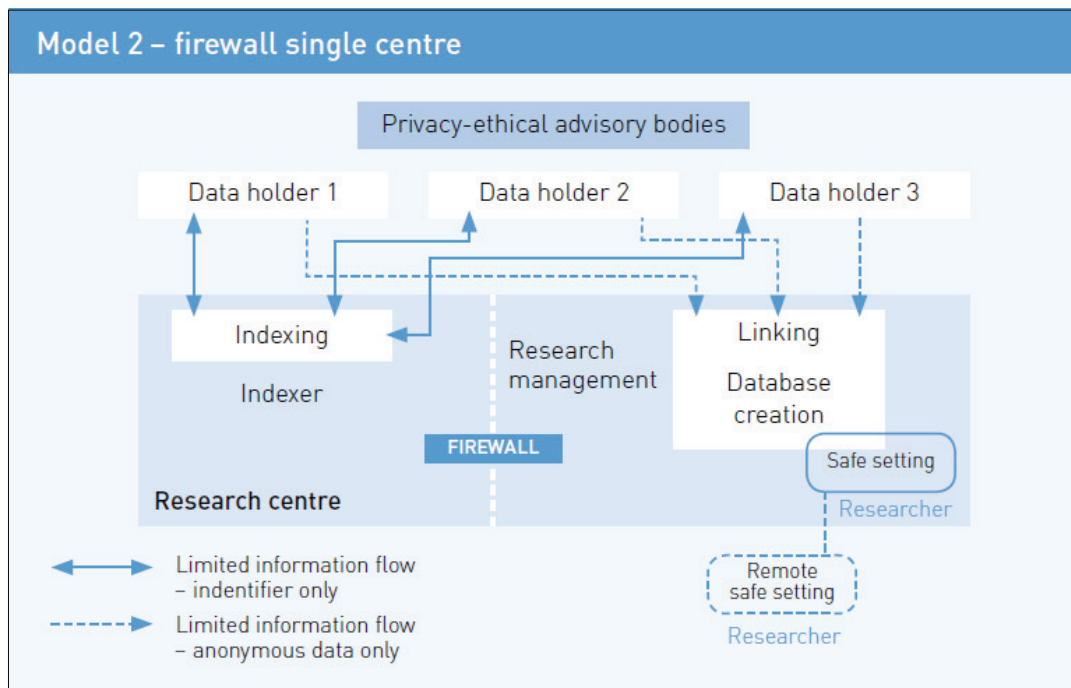 Model 2 – firewall single centre
Privacy-ethical advisory bodies
Data holder 1
Data holder 2
Data holder 3
Indexing
Indexer
Research
management
Linking
Database
creation
FIREWALL
Safe setting
Researcher
Research centre
Limited information flow
– indentifier only
Limited information flow
– anonymous data only
Remote
safe setting
Researcher